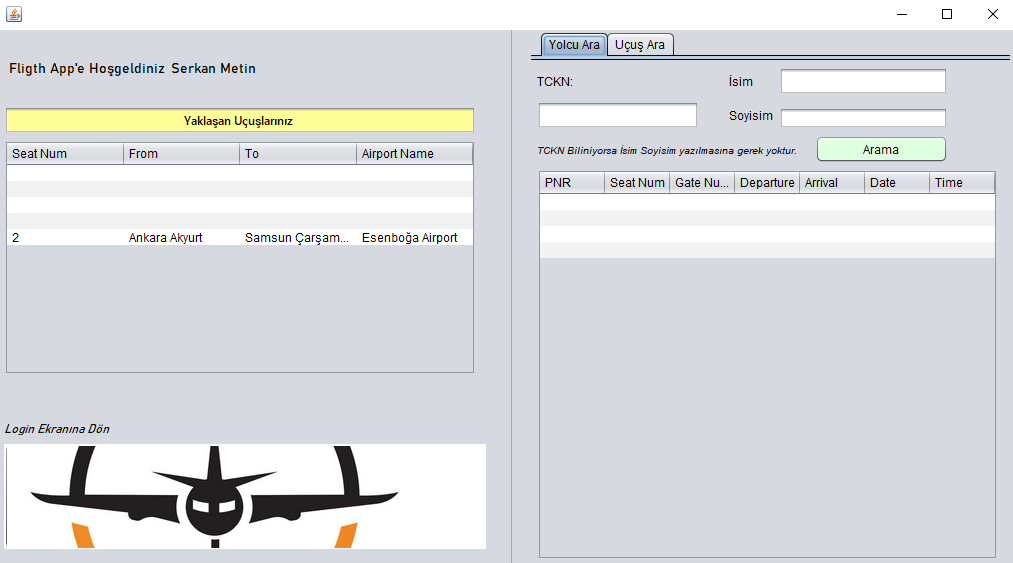 Fligth App'e Hoşgeldiniz Serkan Metin
Yaklaşan Uçuşlarınız
Seat Num From To Airport Name
2 Ankara Akyurt Samsun Çarşam... Esenboğa Airport
Login Ekranına Dön
Yolcu Ara Uçuş Ara
TCKN: İsim
Soyisim
TCKN Biliniyorsa İsim Soyisim yazılmasına gerek yoktur. Arama
PNR Seat Num Gate Nu... Departure Arrival Date Time